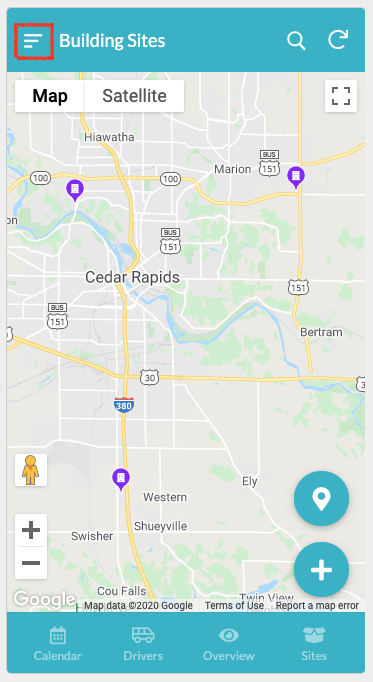 Building Sites
Map Satellite
Hiawatha
Marion
BUS
151
100
100
151
BUS
151
Cedar Rapids
151
BUS
151
Bertram
30
30
380
Western
Ely
Shueyville
Swisher
Cou Falls
Twin View
Google
Map data ©2020 Google Terms of Use Report a map error
Calendar Drivers Overview Sites